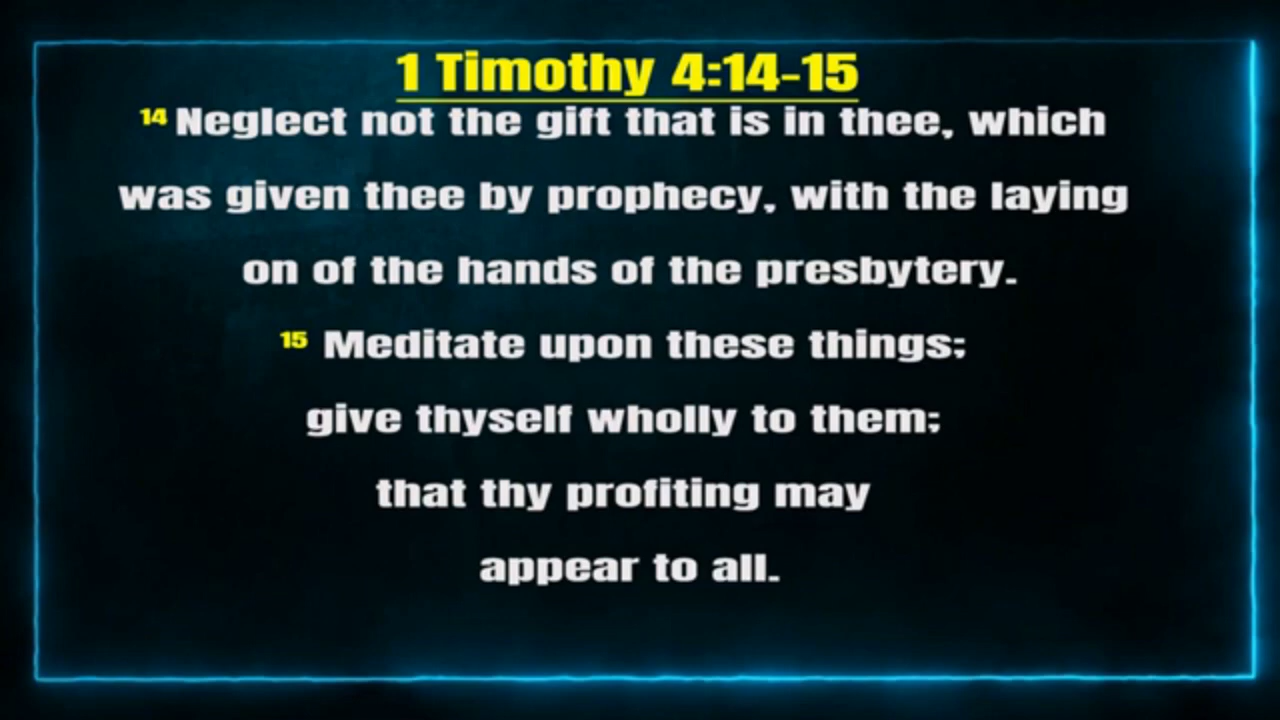 1 Timothy 4:14-15
14 Neglect not the gift that is in thee, which
was given thee by prophecy, with the laying
on of the hands of the presbytery.
15 Meditate upon these things;
give thyself wholly to them;
that thy profiting may
appear to all.